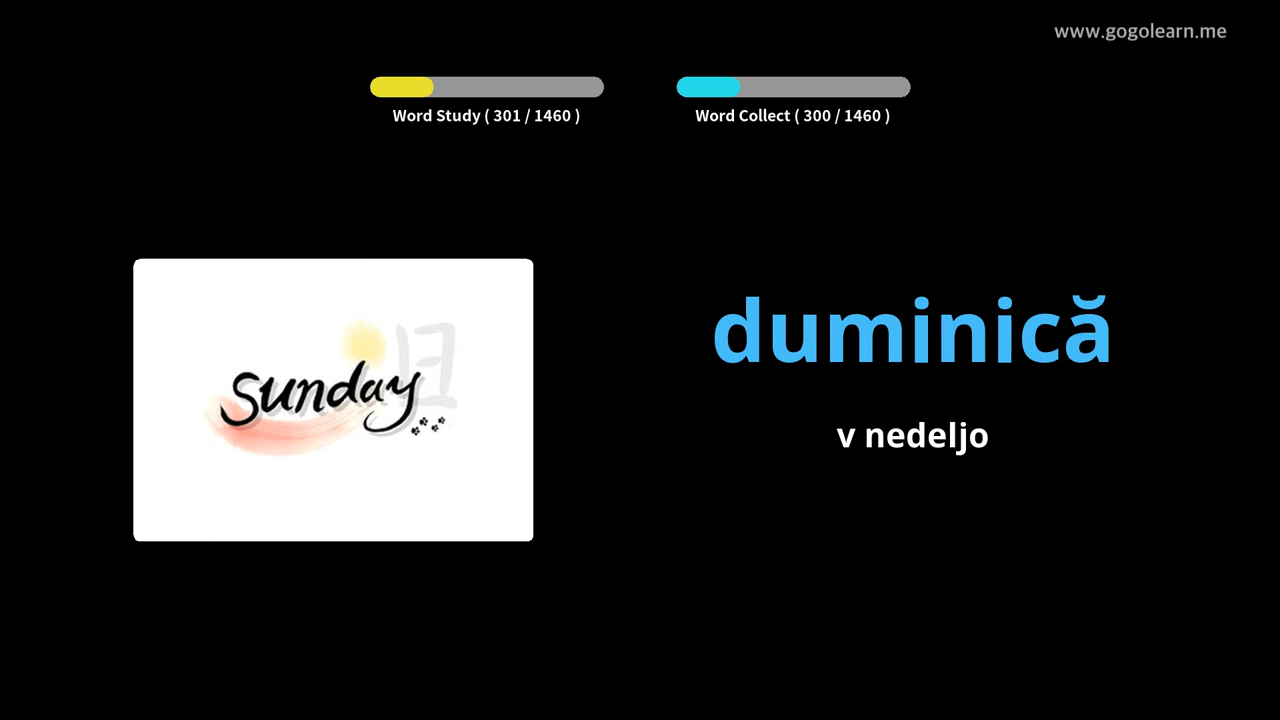 www.gogolearn.me
Word Study ( 301 / 1460 )
Word Collect ( 300 / 1460 )
Sunday
duminică
v nedeljo